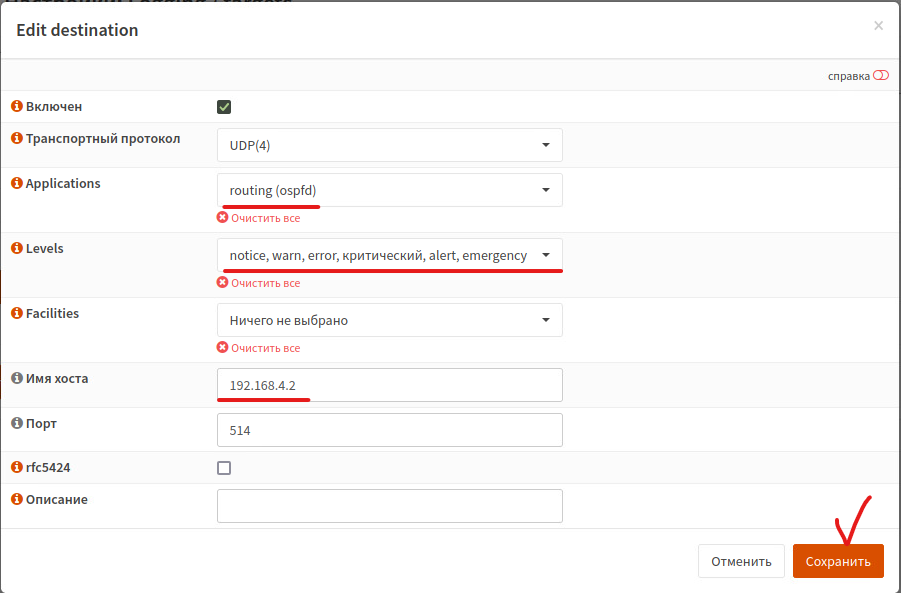 Edit destination
×
справка
Включен
Транспортный протокол
UDP(4)
Applications
routing (ospfd)
Очистить все
Levels
notice, warn, error, критический, alert, emergency
Очистить все
Facilities
Ничего не выбрано
Очистить все
Имя хоста
192.168.4.2
Порт
514
rfc5424
Описание
Отменить
Сохранить